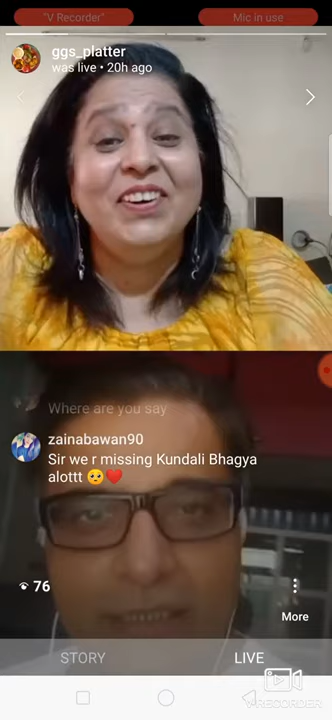 "V Recorder"
Mic in use
ggs_platter
was live • 20h ago
Where are you say
zainabawan90
Sir we r missing Kundali Bhagya
alottt 🥺❤️
76
More
STORY
LIVE
V RECORDER